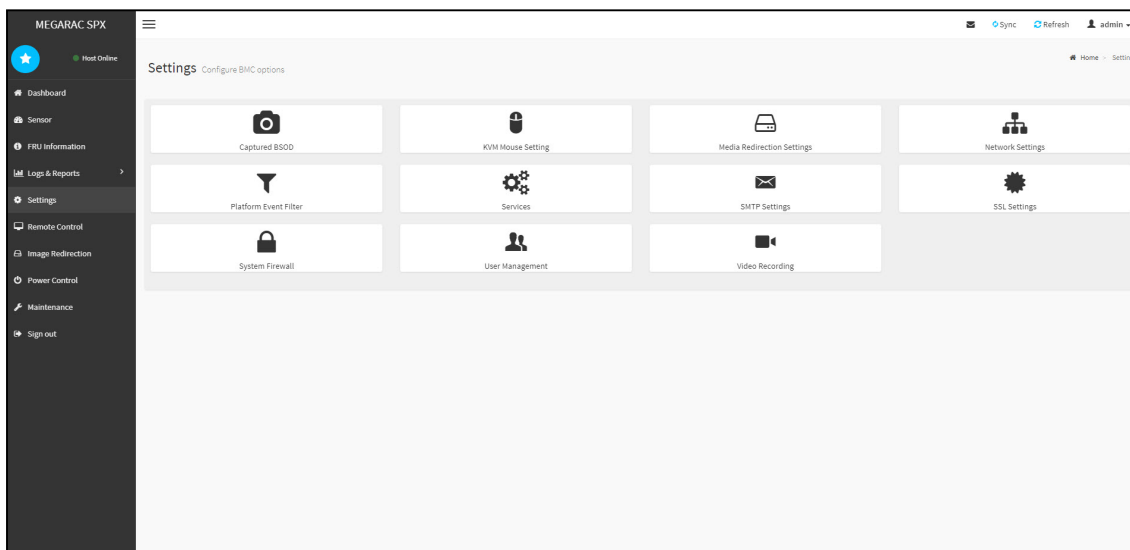 MEGARAC SPX
Sync
Refresh
admin
Host Online
Settings Configure BMC options
Home > Settin
Dashboard
Sensor
FRU Information
Logs & Reports >
Settings
Remote Control
Image Redirection
Power Control
Maintenance
Sign out
Captured BSOD
KVM Mouse Setting
Media Redirection Settings
Network Settings
Platform Event Filter
Services
SMTP Settings
SSL Settings
System Firewall
User Management
Video Recording